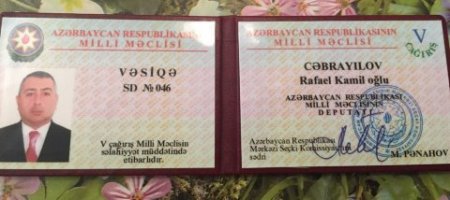 AZƏRBAYCAN RESPUBLİKASININ
MİLLİ MƏCLİSİ
VƏSİQƏ
SD № 046
V çağırış Milli Məclisin
səlahiyyət müddətində
etibarlıdır.
AZƏRBAYCAN RESPUBLİKASININ
MİLLİ MƏCLİSİ
V
ÇAĞIRIŞ
CƏBRAYILOV
Rafael Kamil oğlu
AZƏRBAYCAN RESPUBLİKASI
MİLLİ MƏCLİSİNİN
DEPUTATI
Azərbaycan Respublikası
Mərkəzi Seçki Komissiyasının
sədri
M. PƏNAHOV